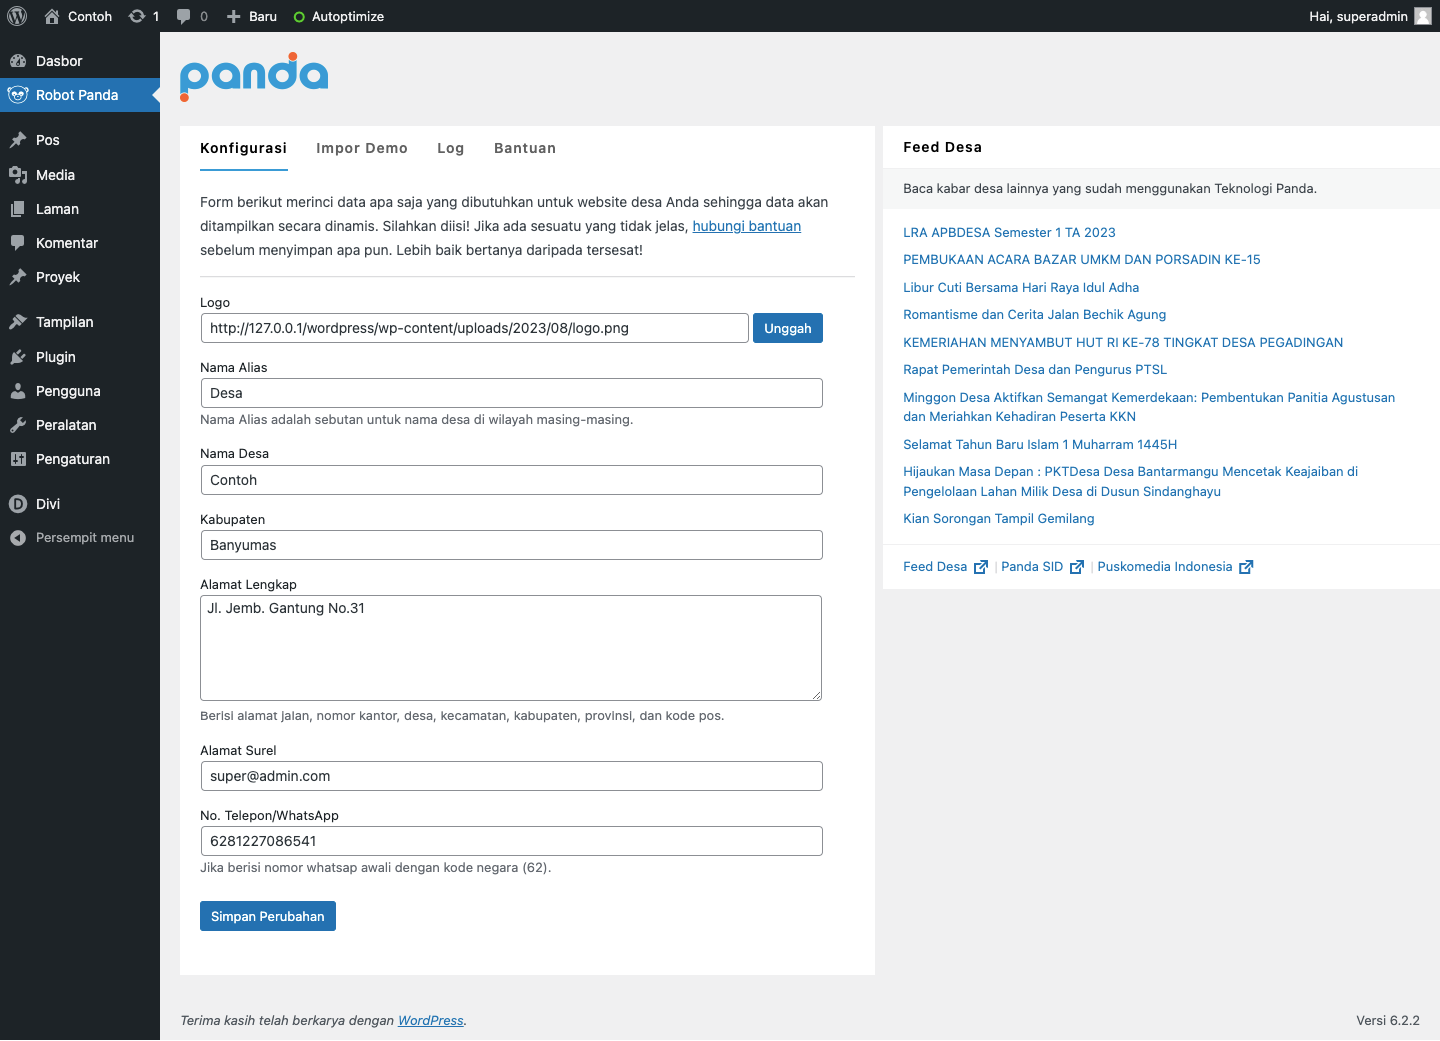 Contoh
1
0
Baru
Autoptimize
Hai, superadmin
Dasbor
Robot Panda
Pos
Media
Laman
Komentar
Proyek
Tampilan
Plugin
Pengguna
Peralatan
Pengaturan
Divi
Persempit menu
panda
Konfigurasi
Impor Demo
Log
Bantuan
Form berikut merinci data apa saja yang dibutuhkan untuk website desa Anda sehingga data akan
ditampilkan secara dinamis. Silahkan diisi! Jika ada sesuatu yang tidak jelas, hubungi bantuan
sebelum menyimpan apa pun. Lebih baik bertanya daripada tersesat!
Logo
http://127.0.0.1/wordpress/wp-content/uploads/2023/08/logo.png
Unggah
Nama Alias
Desa
Nama Alias adalah sebutan untuk nama desa di wilayah masing-masing.
Nama Desa
Contoh
Kabupaten
Banyumas
Alamat Lengkap
Jl. Jemb. Gantung No.31
Berisi alamat jalan, nomor kantor, desa, kecamatan, kabupaten, provinsi, dan kode pos.
Alamat Surel
super@admin.com
No. Telepon/WhatsApp
6281227086541
Jika berisi nomor whatsap awali dengan kode negara (62).
Simpan Perubahan
Feed Desa
Baca kabar desa lainnya yang sudah menggunakan Teknologi Panda.
LRA APBDESA Semester 1 TA 2023
PEMBUKAAN ACARA BAZAR UMKM DAN PORSADIN KE-15
Libur Cuti Bersama Hari Raya Idul Adha
Romantisme dan Cerita Jalan Bechik Agung
KEMERIAHAN MENYAMBUT HUT RI KE-78 TINGKAT DESA PEGADINGAN
Rapat Pemerintah Desa dan Pengurus PTSL
Minggon Desa Aktifkan Semangat Kemerdekaan: Pembentukan Panitia Agustusan
dan Meriahkan Kehadiran Peserta KKN
Selamat Tahun Baru Islam 1 Muharram 1445H
Hijaukan Masa Depan : PKTDesa Desa Bantarmangu Mencetak Keajaiban di
Pengelolaan Lahan Milik Desa di Dusun Sindanghayu
Kian Sorongan Tampil Gemilang
Feed Desa | Panda SID | Puskomedia Indonesia
Terima kasih telah berkarya dengan WordPress.
Versi 6.2.2